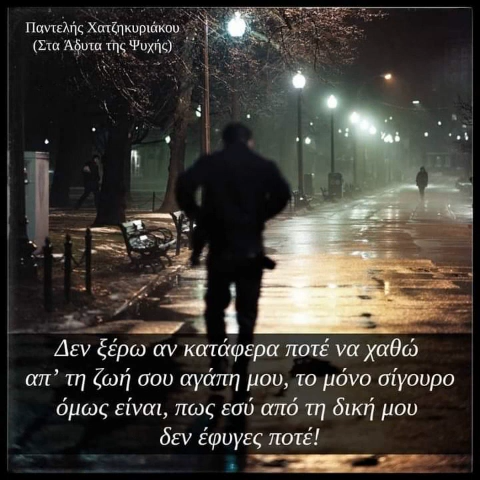 Παντελής Χατζηκυριάκου
(Στα Άδυτα της Ψυχής)
Δεν ξέρω αν κατάφερα ποτέ να χαθώ
απ' τη ζωή σου αγάπη μου, το μόνο σίγουρο
όμως είναι, πως εσύ από τη δική μου
δεν έφυγες ποτέ!